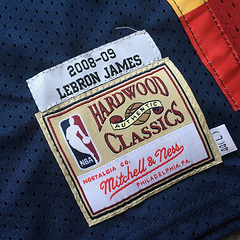 2008-09
LEBRON JAMES
HARDWOOD
AUTHENTIC
CLASSICS
NBA
NOSTALGIA CO.
Mitchell & Ness
PHILADELPHIA, PA.